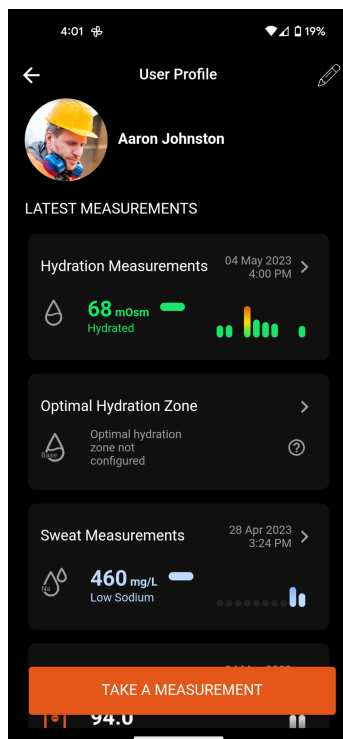 4:01 19%
User Profile
Aaron Johnston
LATEST MEASUREMENTS
Hydration Measurements
04 May 2023
4:00 PM
68 mOsm
Hydrated
Optimal Hydration Zone
Base
Optimal hydration
zone not
configured
Sweat Measurements
28 Apr 2023
3:24 PM
Na
460 mg/L
Low Sodium
TAKE A MEASUREMENT
94.0